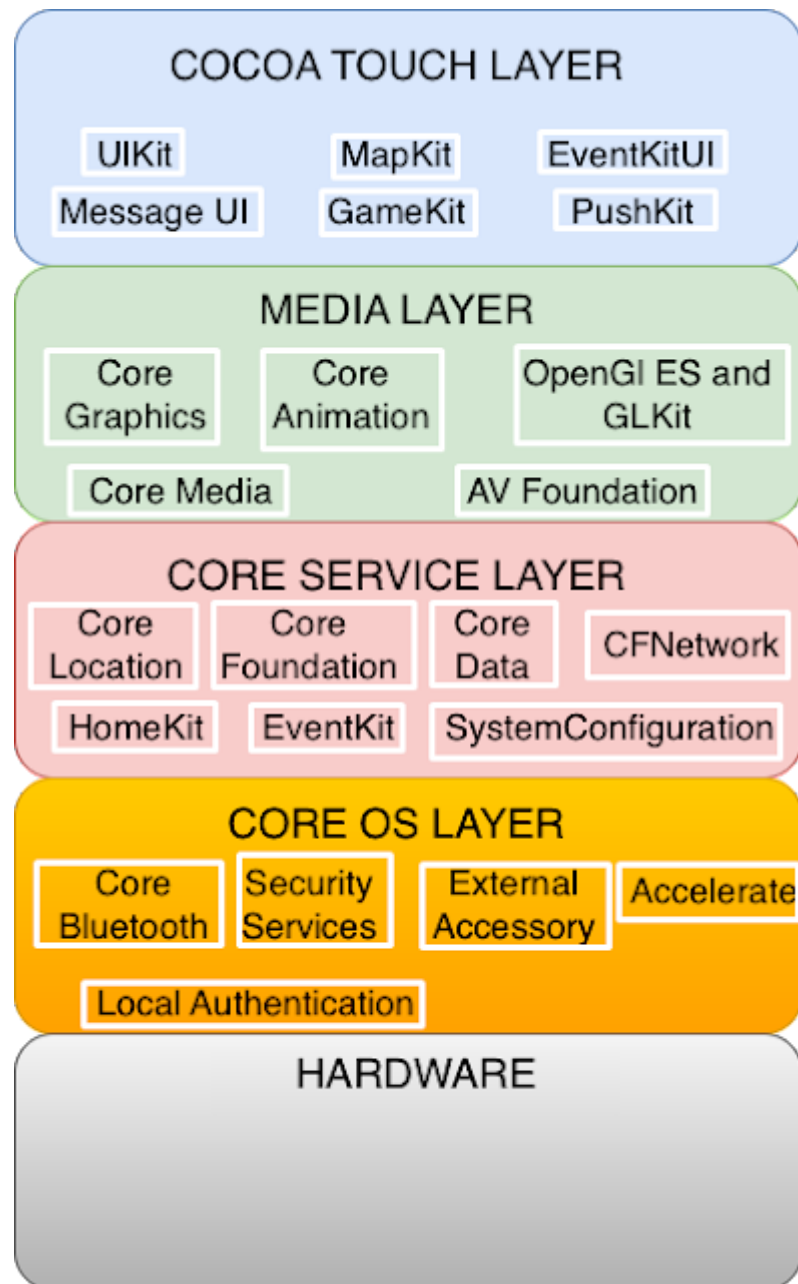 COCOA TOUCH LAYER
UIKit
MapKit
EventKitUI
Message UI
GameKit
PushKit
MEDIA LAYER
Core
Graphics
Core
Animation
OpenGl ES and
GLKit
Core Media
AV Foundation
CORE SERVICE LAYER
Core
Location
Core
Foundation
Core
Data
CFNetwork
HomeKit
EventKit
SystemConfiguration
CORE OS LAYER
Core
Bluetooth
Security
Services
External
Accessory
Accelerate
Local Authentication
HARDWARE